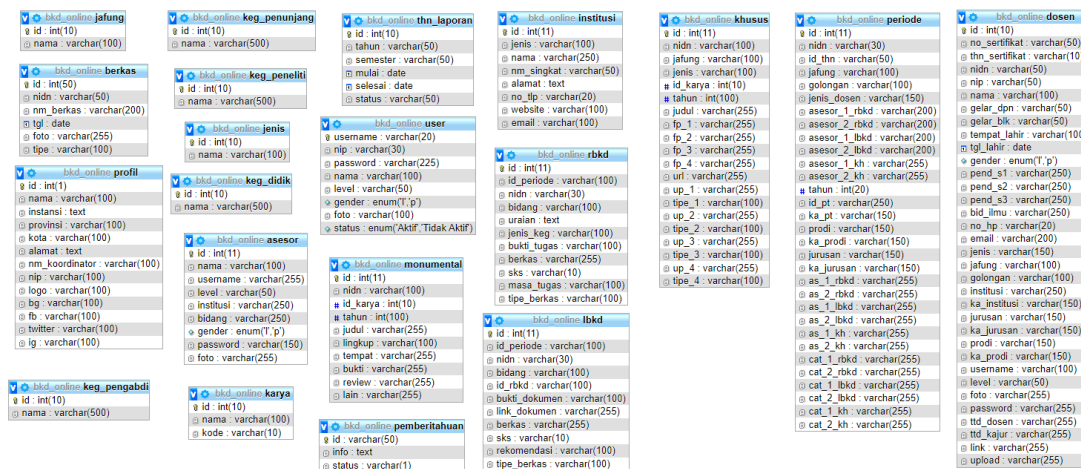 bkd_online jafung
id : int(10)
nama : varchar(100)
bkd_online berkas
id : int(50)
nidn : varchar(50)
nm_berkas : varchar(200)
tgl : date
foto : varchar(255)
tipe : varchar(100)
bkd_online profil
id : int(1)
nama : varchar(100)
instansi : text
provinsi : varchar(100)
kota : varchar(100)
alamat : text
nm_koordinator : varchar(100)
nip : varchar(100)
logo : varchar(100)
bg : varchar(100)
fb : varchar(100)
twitter : varchar(100)
ig : varchar(100)
bkd_online keg_pengabdi
id : int(10)
nama : varchar(500)
bkd_online keg_penunjang
id : int(10)
nama : varchar(500)
bkd_online keg_peneliti
id : int(10)
nama : varchar(500)
bkd_online jenis
id : int(10)
nama : varchar(100)
bkd_online keg_didik
id : int(10)
nama : varchar(500)
bkd_online asesor
id : int(11)
nama : varchar(100)
username : varchar(255)
level : varchar(50)
institusi : varchar(250)
bidang : varchar(250)
gender : enum('l','p')
password : varchar(150)
foto : varchar(255)
bkd_online karya
id : int(10)
nama : varchar(100)
kode : varchar(10)
bkd_online thn_laporan
id : int(10)
tahun : varchar(50)
semester : varchar(50)
mulai : date
selesai : date
status : varchar(50)
bkd_online user
username : varchar(20)
nip : varchar(30)
password : varchar(225)
nama : varchar(100)
level : varchar(50)
gender : enum('l','p')
foto : varchar(100)
status : enum('Aktif','Tidak Aktif')
bkd_online monumental
id : int(11)
nidn : varchar(100)
id_karya : int(10)
tahun : int(100)
judul : varchar(255)
lingkup : varchar(100)
tempat : varchar(255)
bukti : varchar(255)
review : varchar(255)
lain : varchar(255)
bkd_online pemberitahuan
id : varchar(50)
info : text
status : varchar(1)
bkd_online institusi
id : int(11)
jenis : varchar(100)
nama : varchar(250)
nm_singkat : varchar(50)
alamat : text
no_tlp : varchar(20)
website : varchar(100)
email : varchar(100)
bkd_online rbkd
id : int(11)
id_periode : varchar(100)
nidn : varchar(30)
bidang : varchar(100)
uraian : text
jenis_keg : varchar(100)
bukti_tugas : varchar(100)
berkas : varchar(255)
sks : varchar(10)
masa_tugas : varchar(100)
tipe_berkas : varchar(100)
bkd_online lbkd
id : int(11)
id_periode : varchar(100)
nidn : varchar(30)
bidang : varchar(100)
id_rbkd : varchar(100)
bukti_dokumen : varchar(100)
link_dokumen : varchar(255)
berkas : varchar(255)
sks : varchar(10)
rekomendasi : varchar(100)
tipe_berkas : varchar(100)
bkd_online khusus
id : int(11)
nidn : varchar(100)
jafung : varchar(100)
jenis : varchar(100)
id_karya : int(10)
tahun : int(100)
judul : varchar(255)
fp_1 : varchar(255)
fp_2 : varchar(255)
fp_3 : varchar(255)
fp_4 : varchar(255)
url : varchar(255)
up_1 : varchar(255)
tipe_1 : varchar(100)
up_2 : varchar(255)
tipe_2 : varchar(100)
up_3 : varchar(255)
tipe_3 : varchar(100)
up_4 : varchar(255)
tipe_4 : varchar(100)
bkd_online periode
id : int(11)
nidn : varchar(30)
id_thn : varchar(50)
jafung : varchar(100)
golongan : varchar(100)
jenis_dosen : varchar(150)
asesor_1_rbkd : varchar(200)
asesor_2_rbkd : varchar(200)
asesor_1_lbkd : varchar(200)
asesor_2_lbkd : varchar(200)
asesor_1_kh : varchar(255)
asesor_2_kh : varchar(255)
tahun : int(20)
id_pt : varchar(250)
ka_pt : varchar(250)
prodi : varchar(150)
ka_prodi : varchar(150)
jurusan : varchar(150)
ka_jurusan : varchar(150)
as_1_rbkd : varchar(255)
as_2_rbkd : varchar(255)
as_1_lbkd : varchar(255)
as_2_lbkd : varchar(255)
as_1_kh : varchar(255)
as_2_kh : varchar(255)
cat_1_rbkd : varchar(255)
cat_2_rbkd : varchar(255)
cat_1_lbkd : varchar(255)
cat_2_lbkd : varchar(255)
cat_1_kh : varchar(255)
cat_2_kh : varchar(255)
bkd_online dosen
id : int(10)
no_sertifikat : varchar(50)
thn_sertifikat : varchar(10
nidn : varchar(50)
nip : varchar(50)
nama : varchar(100)
gelar_dpn : varchar(50)
gelar_blk : varchar(50)
tempat_lahir : varchar(100
tgl_lahir : date
gender : enum('l','p')
pend_s1 : varchar(250)
pend_s2 : varchar(250)
pend_s3 : varchar(250)
bid_ilmu : varchar(250)
no_hp : varchar(20)
email : varchar(200)
jenis : varchar(150)
jafung : varchar(100)
golongan : varchar(100)
institusi : varchar(250)
ka_institusi : varchar(150)
jurusan : varchar(150)
ka_jurusan : varchar(150)
prodi : varchar(150)
ka_prodi : varchar(150)
username : varchar(100)
level : varchar(50)
foto : varchar(255)
password : varchar(255)
ttd_dosen : varchar(255)
ttd_kajur : varchar(255)
link : varchar(255)
upload : varchar(255)